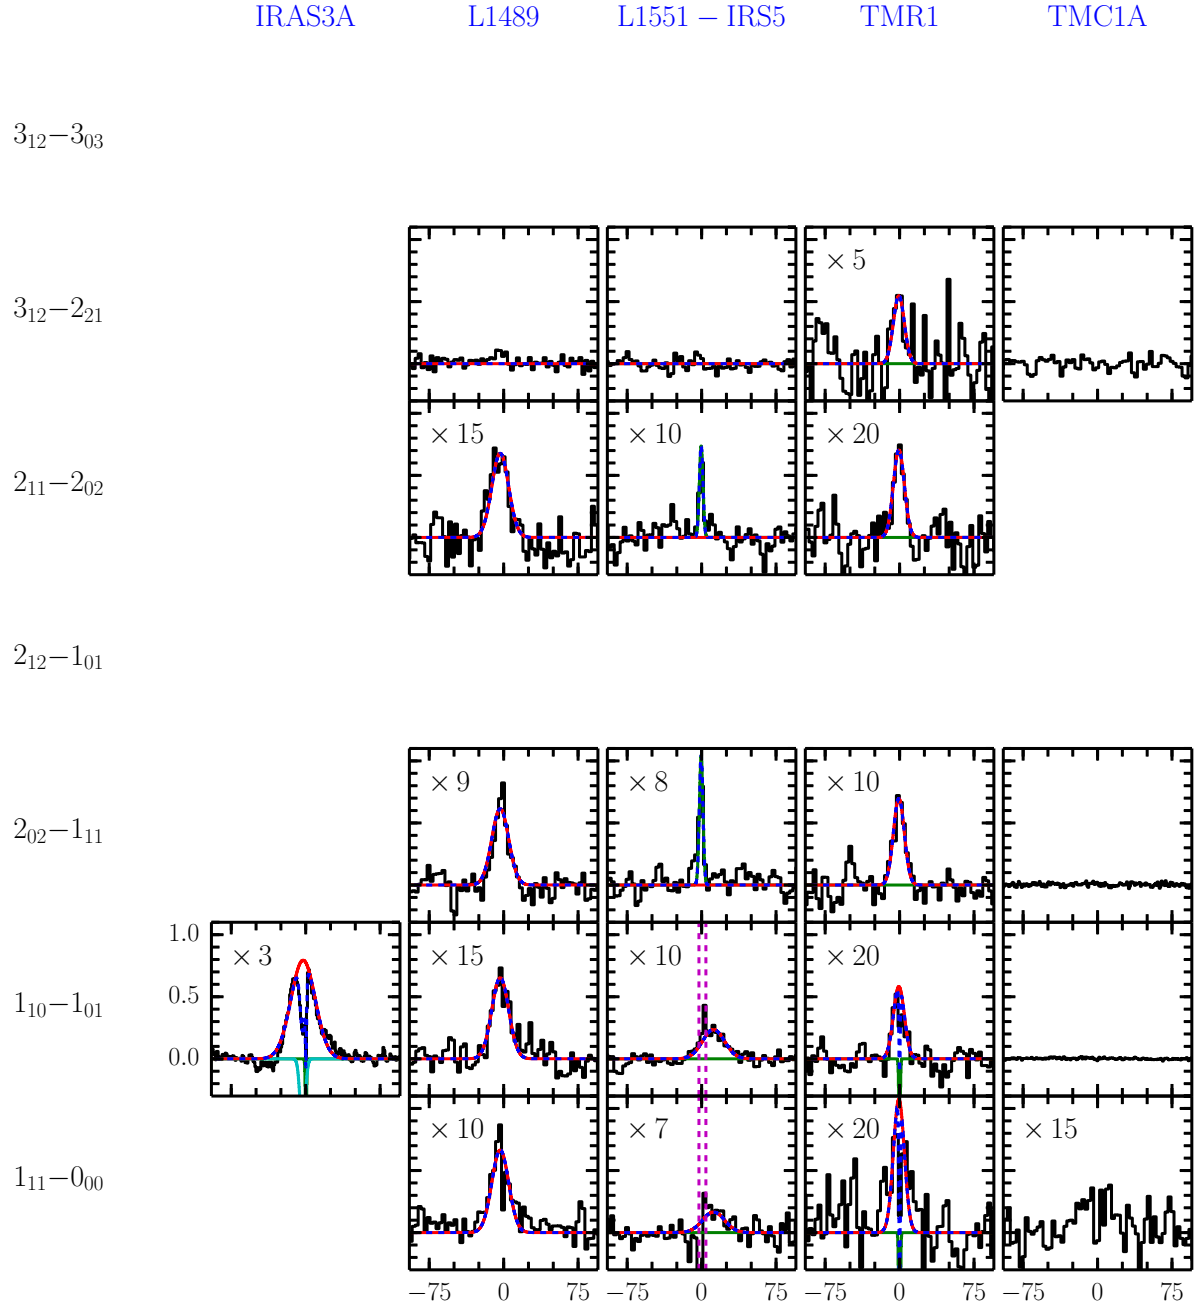 IRAS3A L1489 L1551 – IRS5 TMR1 TMC1A
3₁₂–3₀₃
3₁₂–2₂₁ × 5
× 15 × 10 × 20
2₁₁–2₀₂
2₁₂–1₀₁
× 9 × 8 × 10
2₀₂–1₁₁
1.0
× 3 × 15 × 10 × 20
1₁₀–1₀₁ 0.5
0.0
× 10 × 7 × 20 × 15
1₁₁–0₀₀
−75 0 75 −75 0 75 −75 0 75 −75 0 75